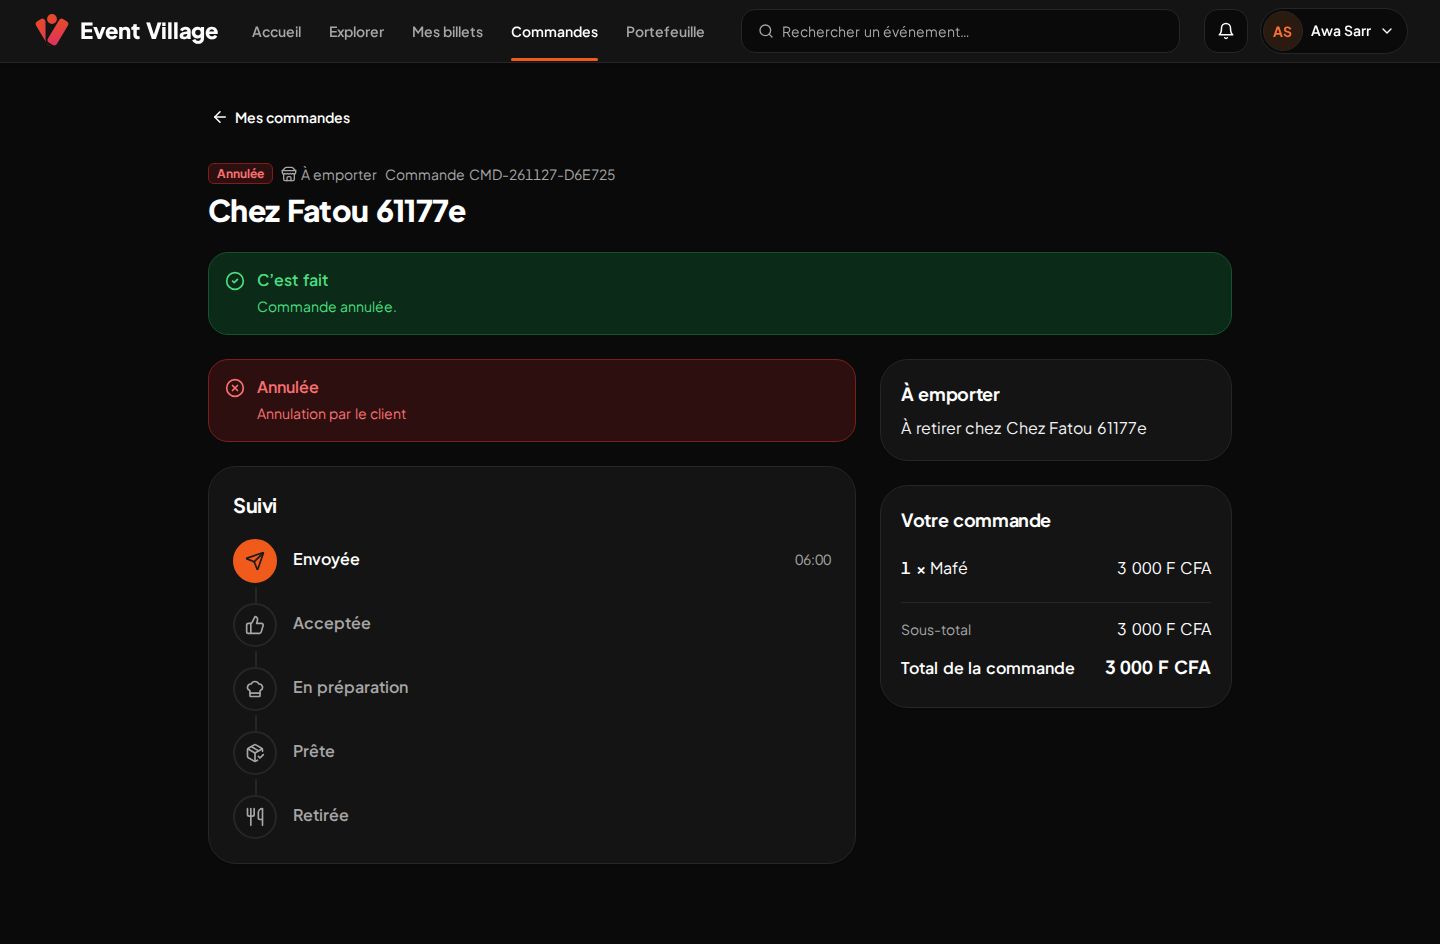 Event Village
Accueil
Explorer
Mes billets
Commandes
Portefeuille
Rechercher un événement...
AS
Awa Sarr
Mes commandes
Annulée À emporter Commande CMD-261127-D6E725
Chez Fatou 61177e
C’est fait
Commande annulée.
Annulée
Annulation par le client
Suivi
Envoyée 06:00
Acceptée
En préparation
Prête
Retirée
À emporter
À retirer chez Chez Fatou 61177e
Votre commande
1 × Mafé 3 000 F CFA
Sous-total 3 000 F CFA
Total de la commande 3 000 F CFA